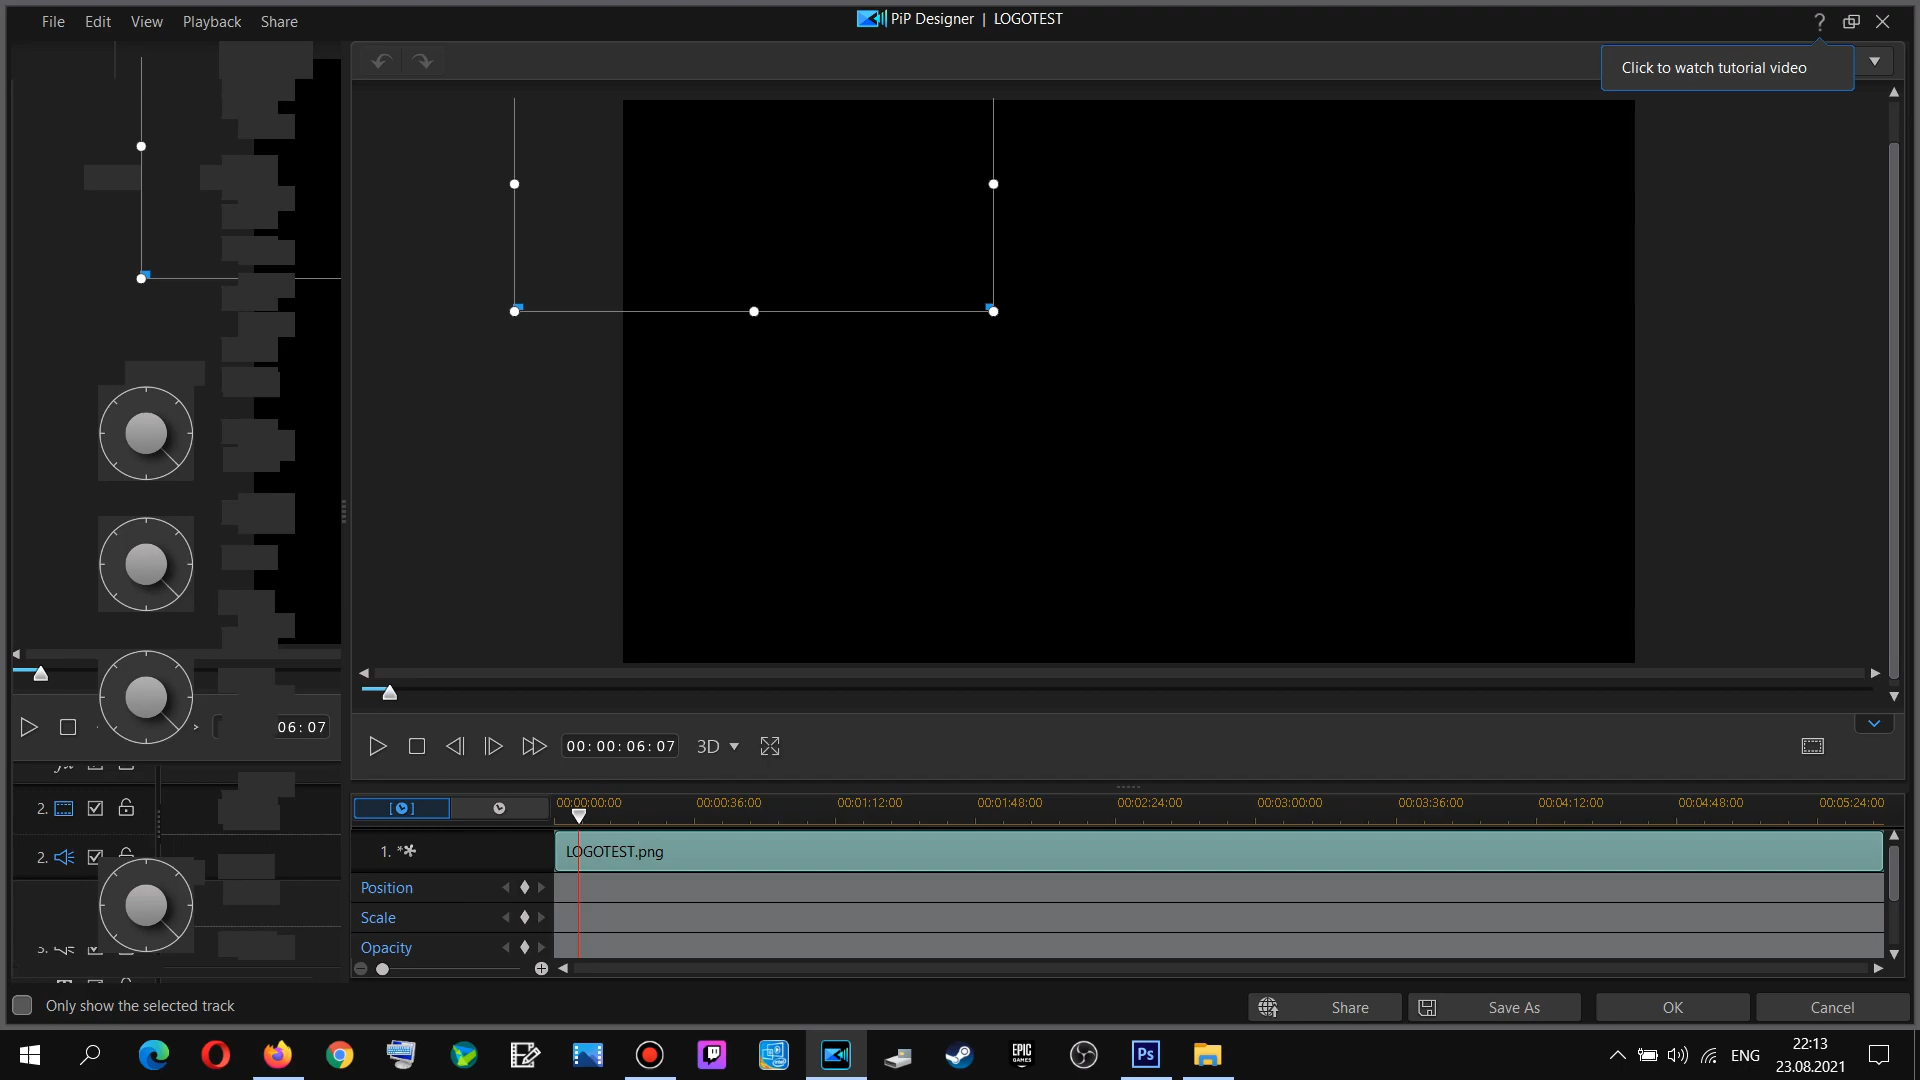 File Edit View Playback Share
PiP Designer | LOGOTEST
?
Click to watch tutorial video
06:07
00:00:06:07 3D
2.
2.
00:00:00:00 00:00:36:00 00:01:12:00 00:01:48:00 00:02:24:00 00:03:00:00 00:03:36:00 00:04:12:00 00:04:48:00 00:05:24:00
1. *
LOGOTEST.png
Position
Scale
Opacity
Only show the selected track
Share Save As OK Cancel
EPIC GAMES
Ps
ENG
22:13
23.08.2021